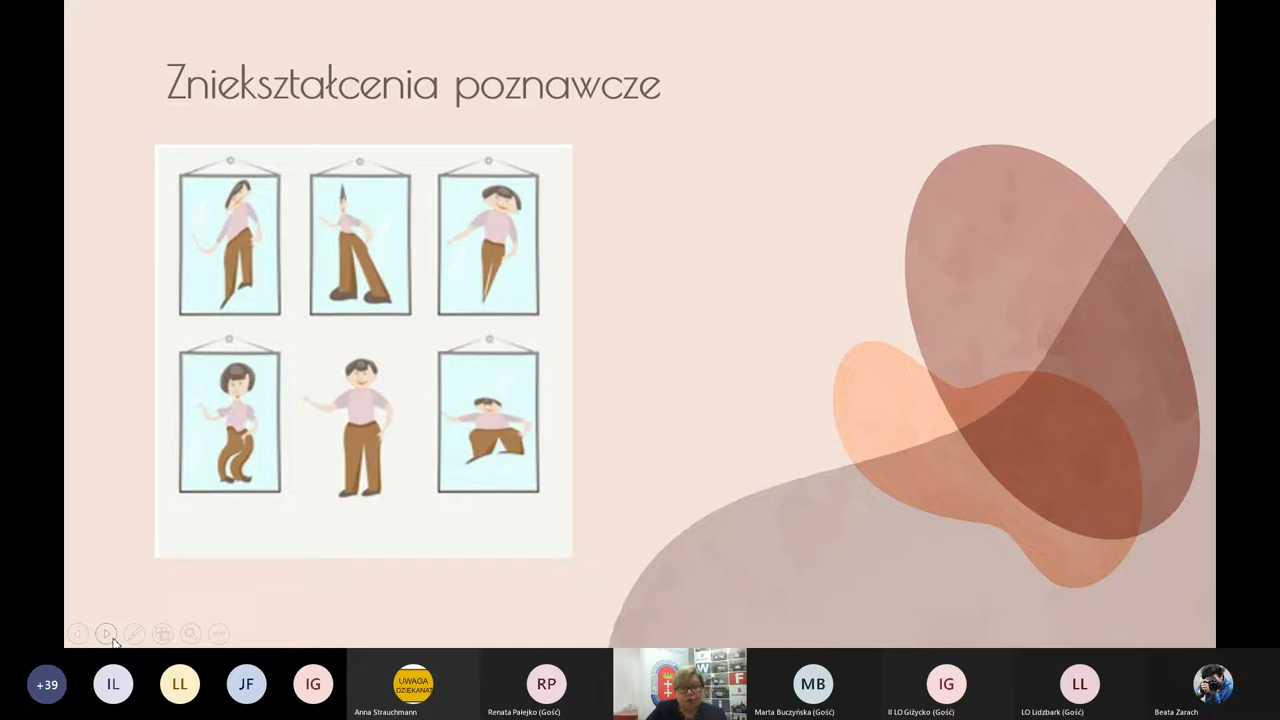 Zniekształcenia poznawcze
+39
IL
LL
JF
IG
UWAGA
DZIEKANAT
Anna Strauchmann
RP
Renata Pałejko (Gość)
W
F
MB
Marta Buczyńska (Gość)
IG
II LO Giżycko (Gość)
LL
LO Lidzbark (Gość)
Beata Zarach